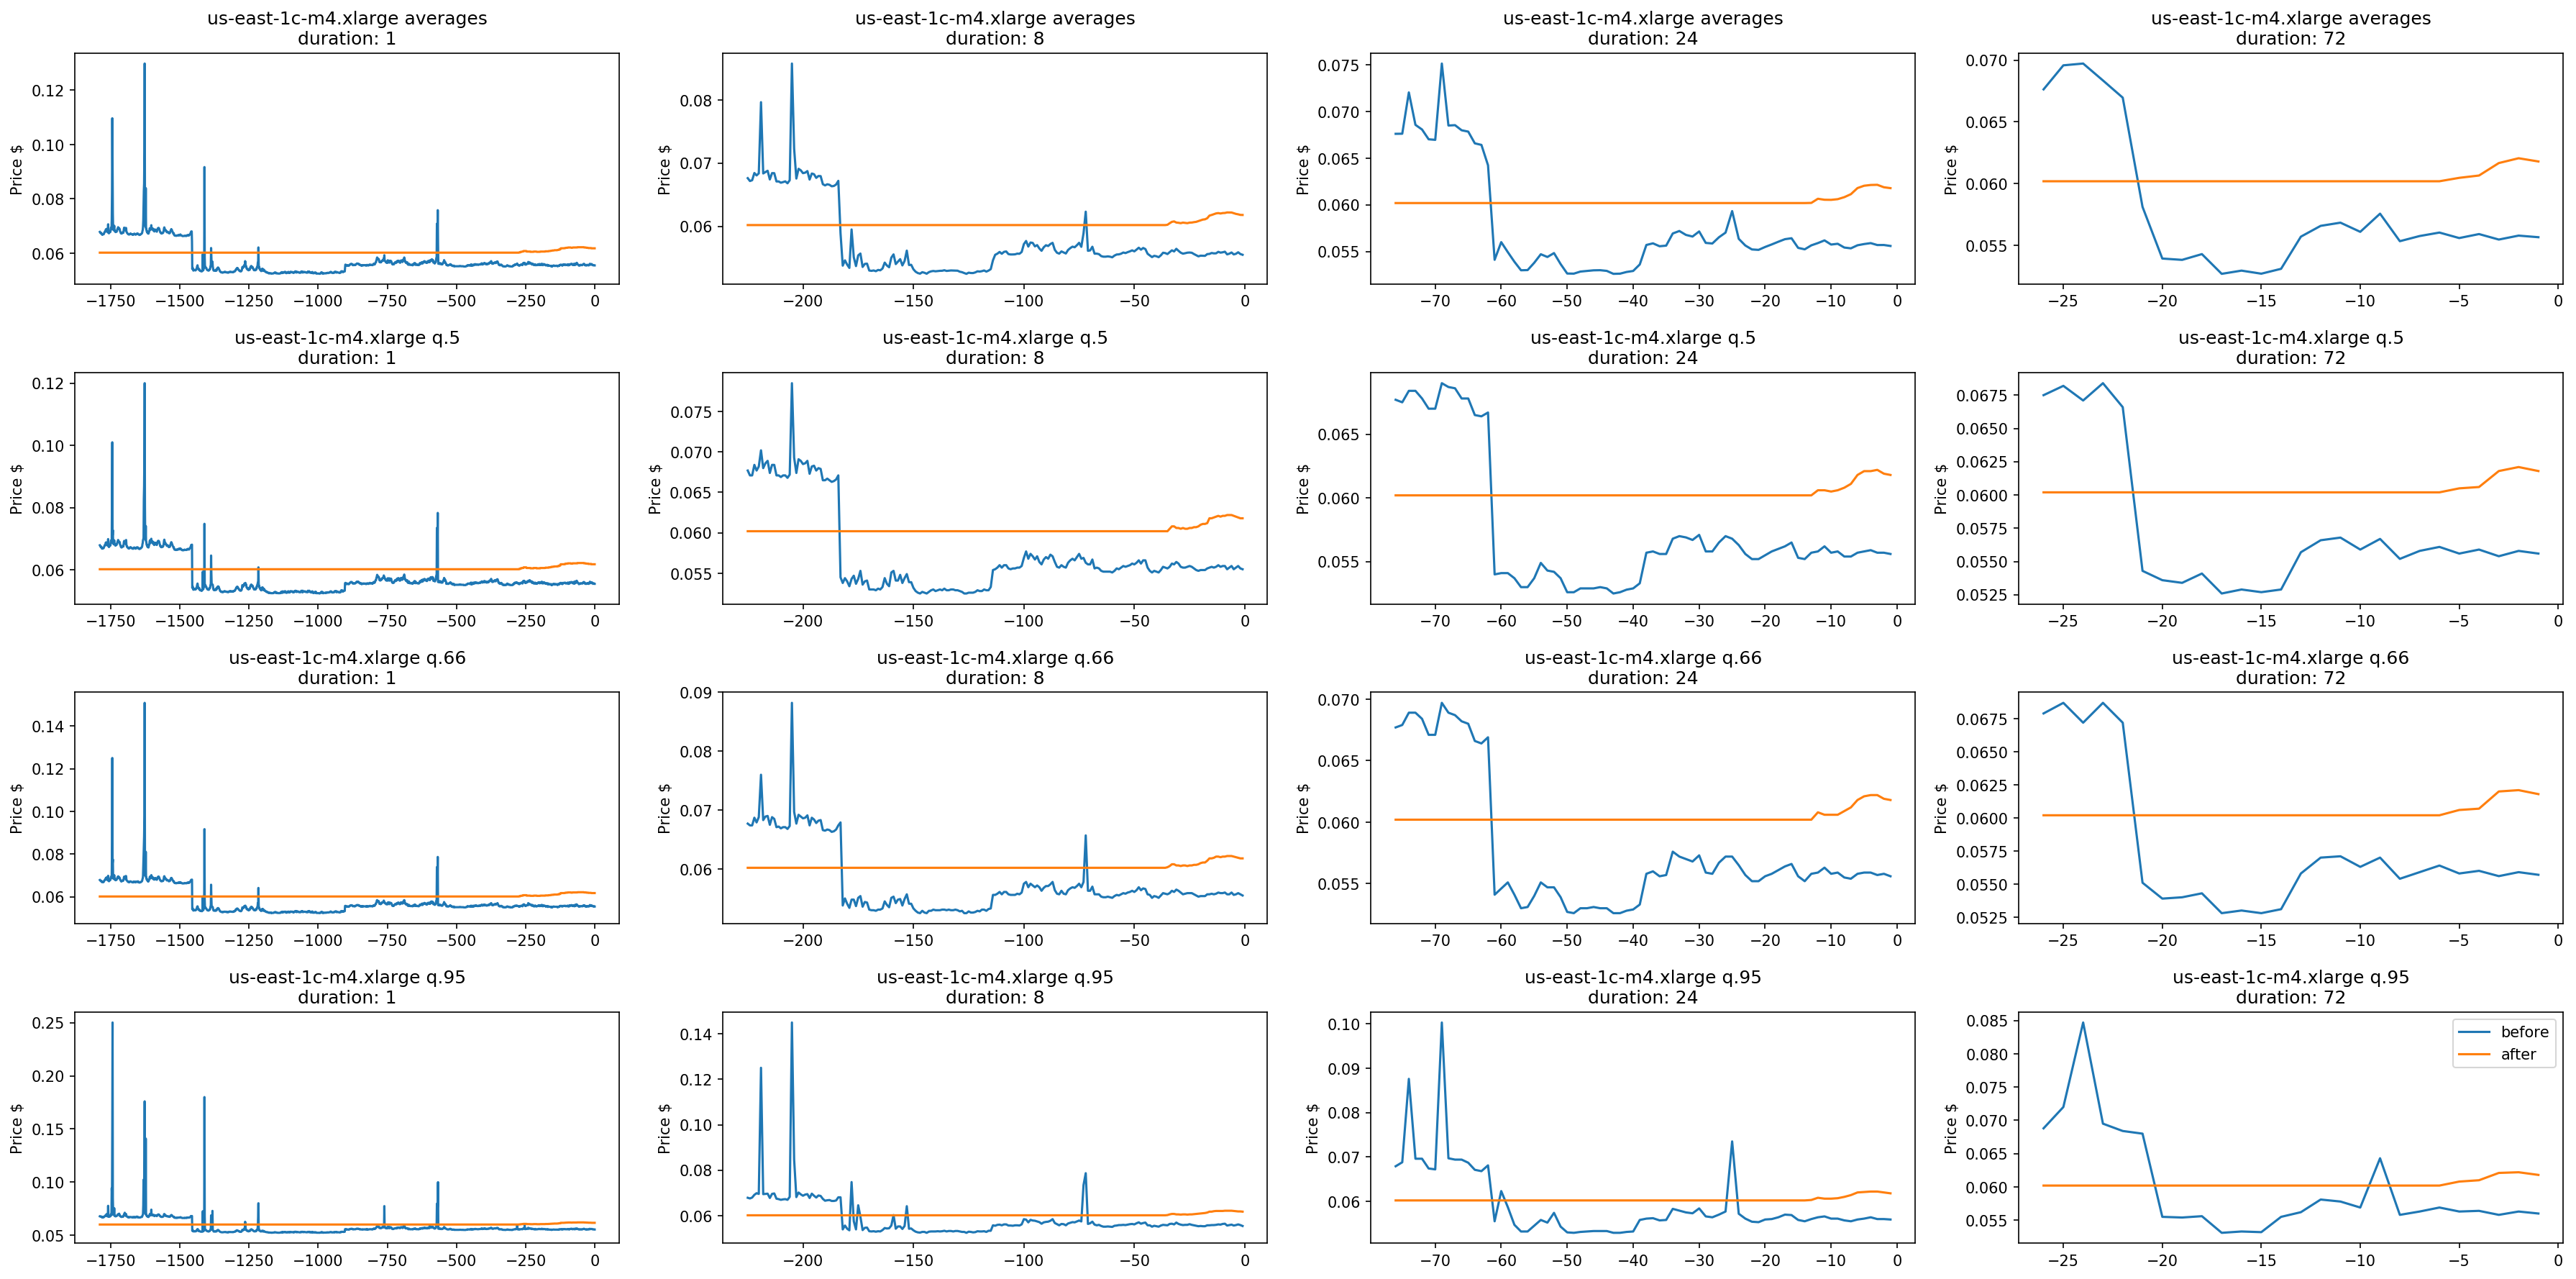 us-east-1c-m4.xlarge averages
duration: 1
Price $
0.12
0.10
0.08
0.06
−1750 −1500 −1250 −1000 −750 −500 −250 0
us-east-1c-m4.xlarge averages
duration: 8
Price $
0.08
0.07
0.06
−200 −150 −100 −50 0
us-east-1c-m4.xlarge averages
duration: 24
Price $
0.075
0.070
0.065
0.060
0.055
−70 −60 −50 −40 −30 −20 −10 0
us-east-1c-m4.xlarge averages
duration: 72
Price $
0.070
0.065
0.060
0.055
−25 −20 −15 −10 −5 0
us-east-1c-m4.xlarge q.5
duration: 1
Price $
0.12
0.10
0.08
0.06
−1750 −1500 −1250 −1000 −750 −500 −250 0
us-east-1c-m4.xlarge q.5
duration: 8
Price $
0.075
0.070
0.065
0.060
0.055
−200 −150 −100 −50 0
us-east-1c-m4.xlarge q.5
duration: 24
Price $
0.065
0.060
0.055
−70 −60 −50 −40 −30 −20 −10 0
us-east-1c-m4.xlarge q.5
duration: 72
Price $
0.0675
0.0650
0.0625
0.0600
0.0575
0.0550
0.0525
−25 −20 −15 −10 −5 0
us-east-1c-m4.xlarge q.66
duration: 1
Price $
0.14
0.12
0.10
0.08
0.06
−1750 −1500 −1250 −1000 −750 −500 −250 0
us-east-1c-m4.xlarge q.66
duration: 8
Price $
0.09
0.08
0.07
0.06
−200 −150 −100 −50 0
us-east-1c-m4.xlarge q.66
duration: 24
Price $
0.070
0.065
0.060
0.055
−70 −60 −50 −40 −30 −20 −10 0
us-east-1c-m4.xlarge q.66
duration: 72
Price $
0.0675
0.0650
0.0625
0.0600
0.0575
0.0550
0.0525
−25 −20 −15 −10 −5 0
us-east-1c-m4.xlarge q.95
duration: 1
Price $
0.25
0.20
0.15
0.10
0.05
−1750 −1500 −1250 −1000 −750 −500 −250 0
us-east-1c-m4.xlarge q.95
duration: 8
Price $
0.14
0.12
0.10
0.08
0.06
−200 −150 −100 −50 0
us-east-1c-m4.xlarge q.95
duration: 24
Price $
0.10
0.09
0.08
0.07
0.06
−70 −60 −50 −40 −30 −20 −10 0
us-east-1c-m4.xlarge q.95
duration: 72
Price $
0.085
0.080
0.075
0.070
0.065
0.060
0.055
before
after
−25 −20 −15 −10 −5 0